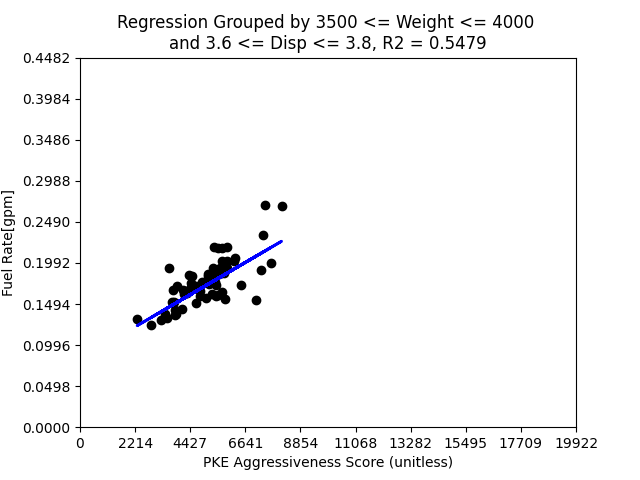 Regression Grouped by 3500 <= Weight <= 4000
and 3.6 <= Disp <= 3.8, R2 = 0.5479
0.4482
0.3984
0.3486
0.2988
0.2490
0.1992
0.1494
0.0996
0.0498
0.0000
Fuel Rate[gpm]
0 2214 4427 6641 8854 11068 13282 15495 17709 19922
PKE Aggressiveness Score (unitless)